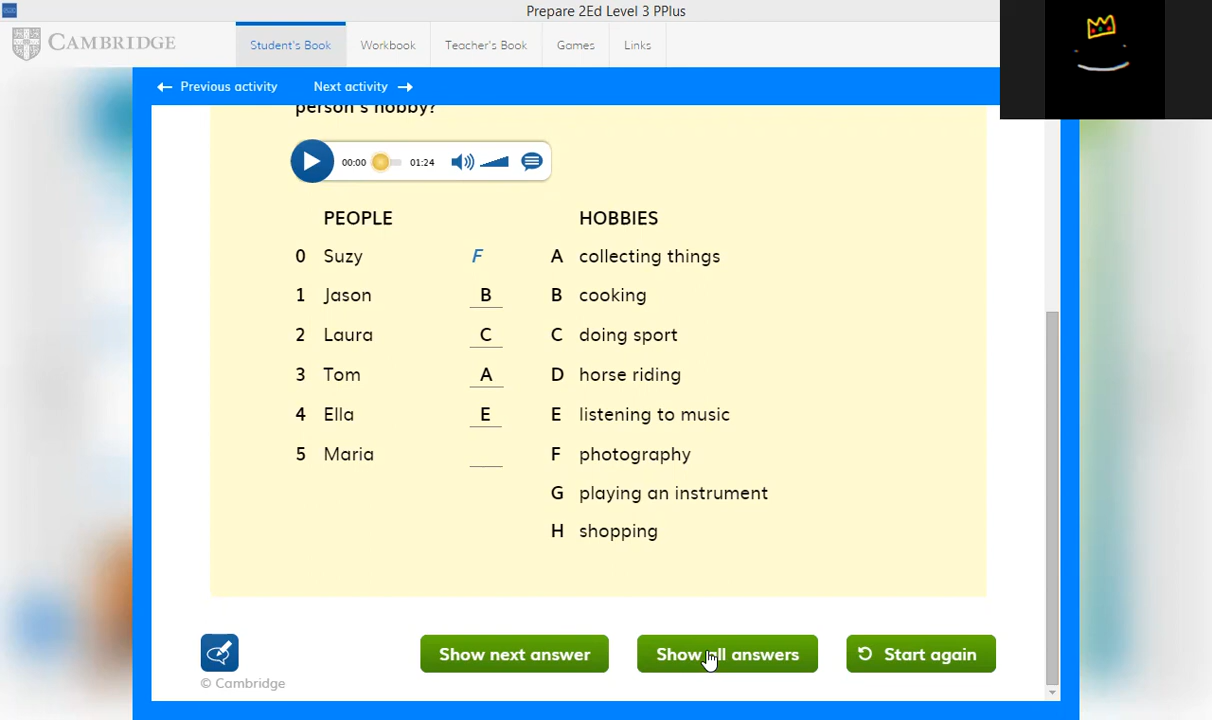 Prepare 2Ed Level 3 PPlus
CAMBRIDGE
Student's Book Workbook Teacher's Book Games Links
← Previous activity Next activity →
person's hobby?
00:00 01:24
PEOPLE HOBBIES
0 Suzy F A collecting things
1 Jason B B cooking
2 Laura C C doing sport
3 Tom A D horse riding
4 Ella E E listening to music
5 Maria ___ F photography
G playing an instrument
H shopping
Show next answer Show all answers Start again
© Cambridge